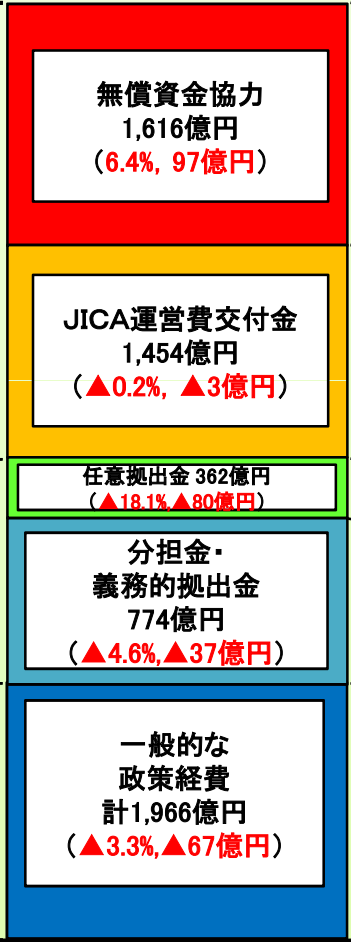 無償資金協力
1,616億円
（6.4%, 97億円）
JICA運営費交付金
1,454億円
（▲0.2%, ▲3億円）
任意拠出金 362億円
（▲18.1%,▲80億円）
分担金・
義務的拠出金
774億円
（▲4.6%,▲37億円）
一般的な
政策経費
計1,966億円
（▲3.3%,▲67億円）